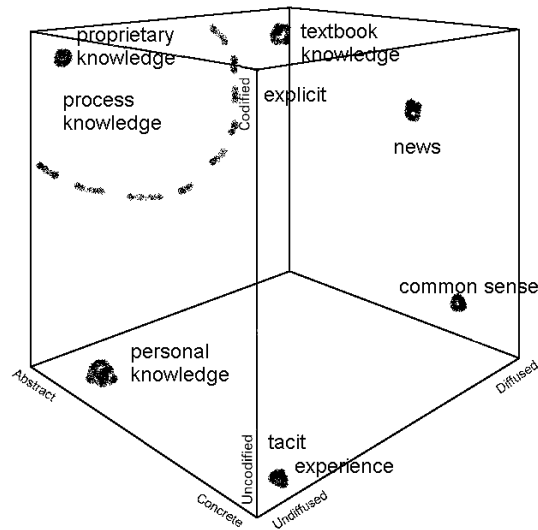 proprietary
knowledge
textbook
knowledge
process
knowledge
Codified
explicit
news
common sense
personal
knowledge
Abstract
Diffused
Uncodified
tacit
experience
Concrete
Undiffused